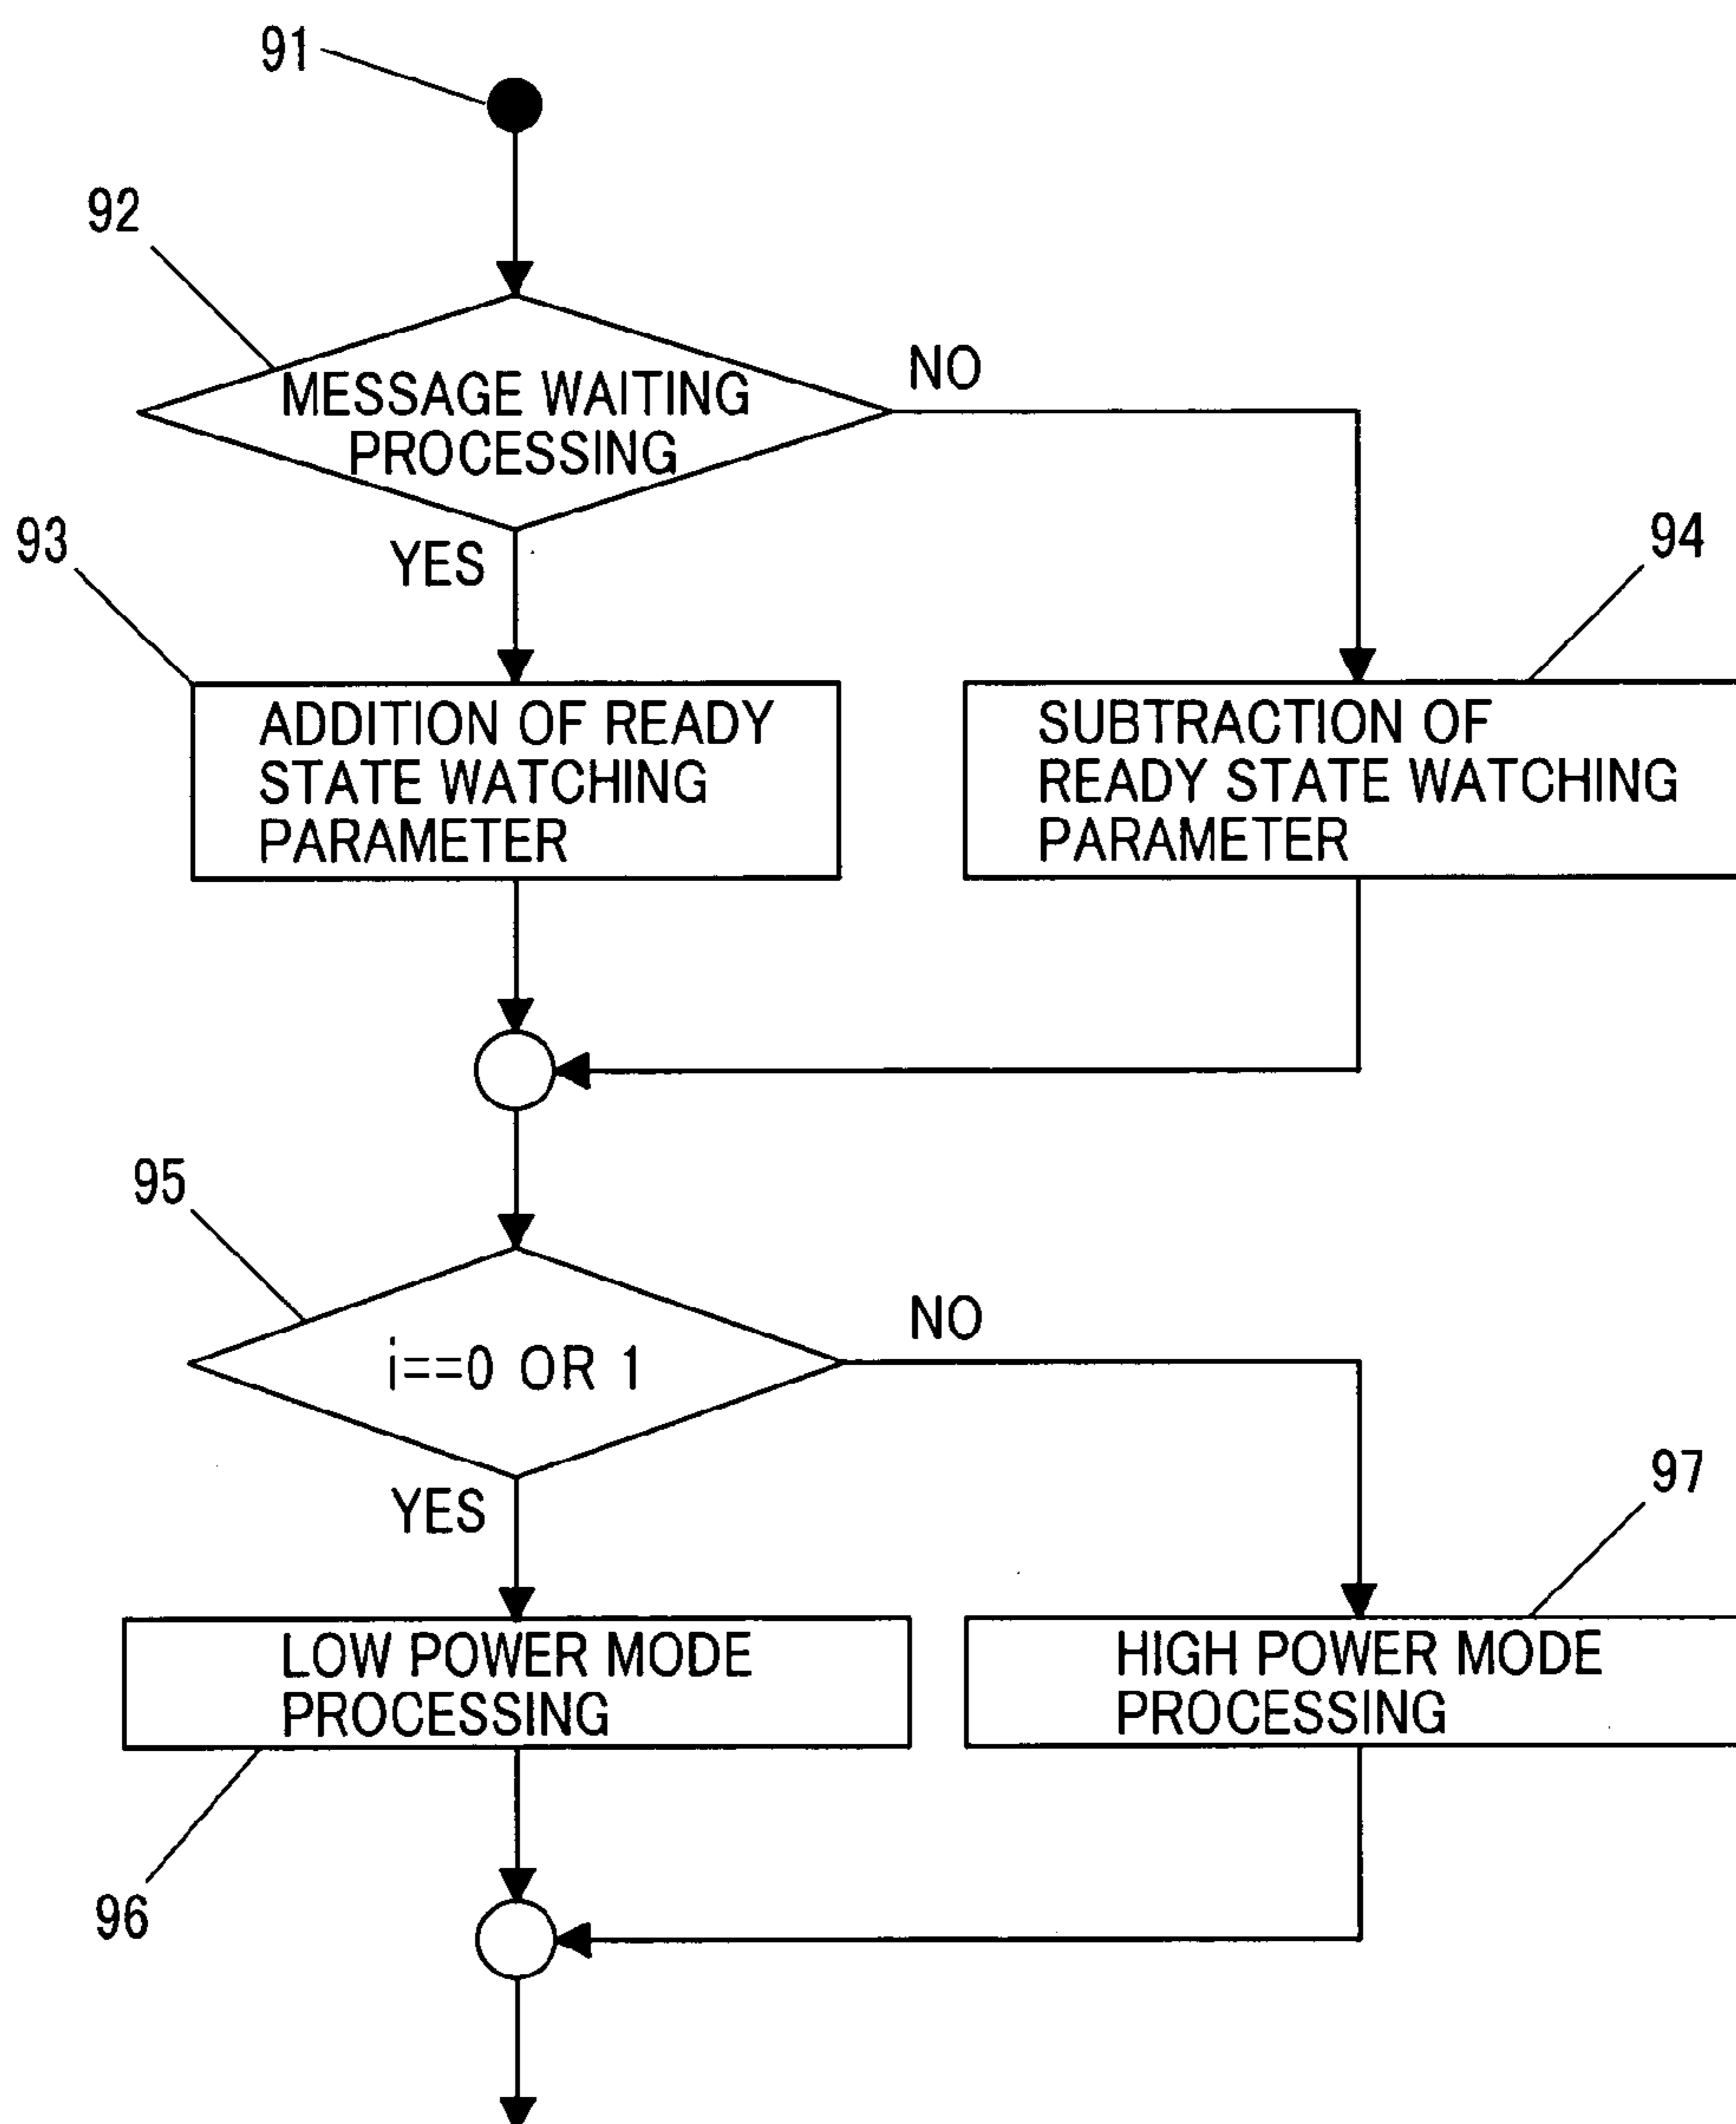 91
92
MESSAGE WAITING
PROCESSING
NO
YES
93
94
ADDITION OF READY
STATE WATCHING
PARAMETER
SUBTRACTION OF
READY STATE WATCHING
PARAMETER
95
i==0 OR 1
NO
YES
97
LOW POWER MODE
PROCESSING
HIGH POWER MODE
PROCESSING
96